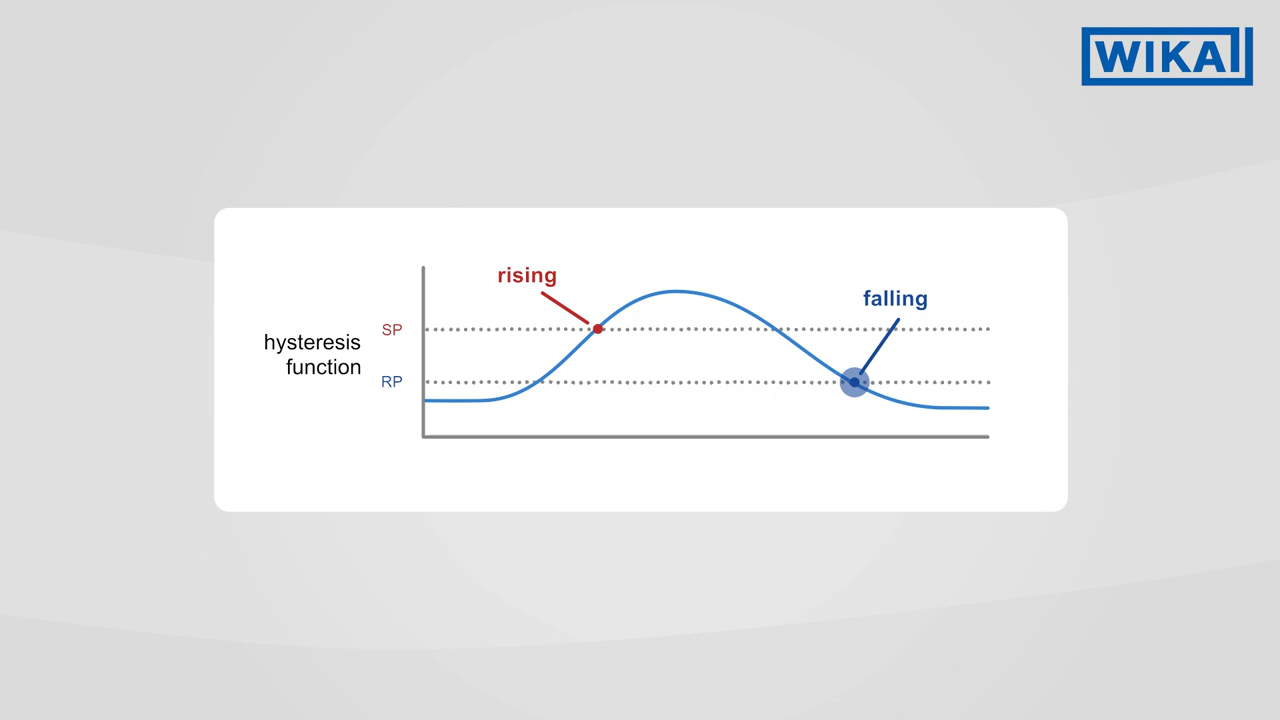 WIKA
rising
falling
SP
hysteresis
function
RP